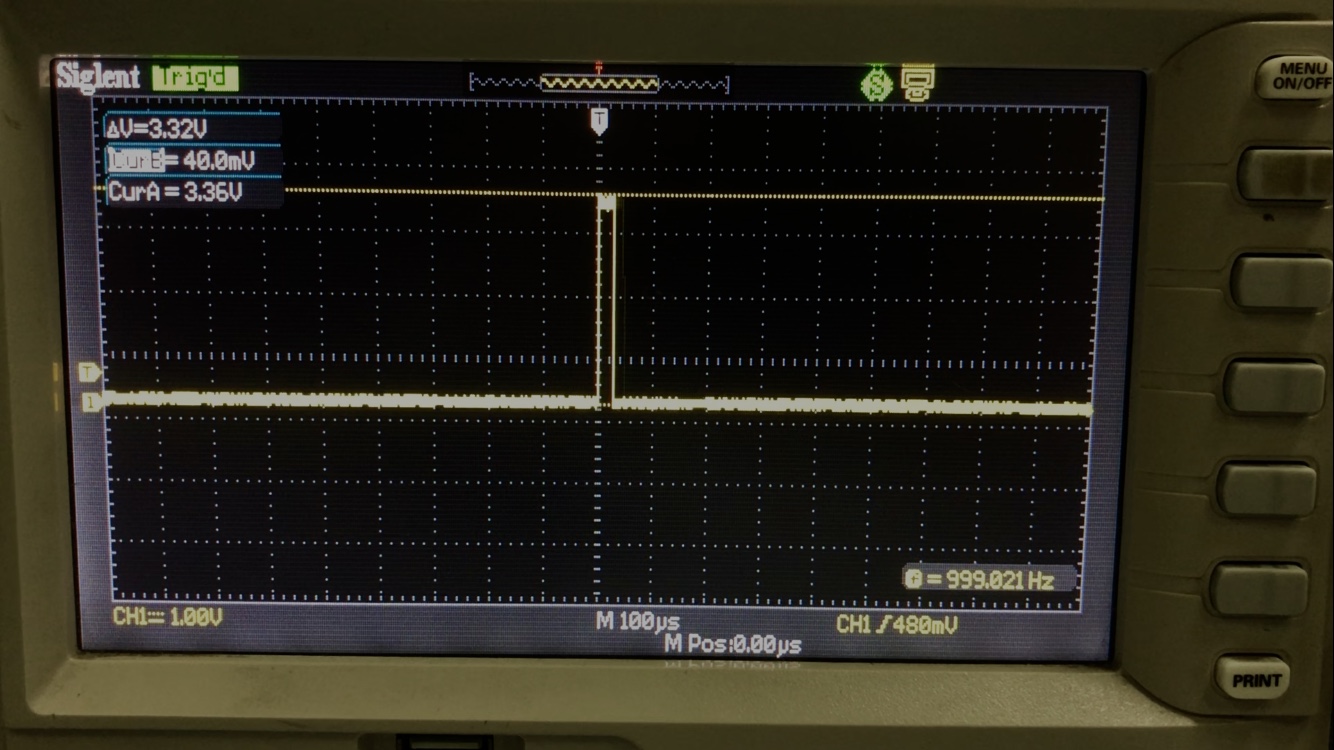 Siglent Trig'd
T
MENU
ON/OFF
ΔV=3.32V
CurB= 40.0mV
CurA = 3.36V
T
1
= 999.021Hz
CH1 1.00V
M 100µs
CH1 480mV
M Pos:0.00µs
PRINT